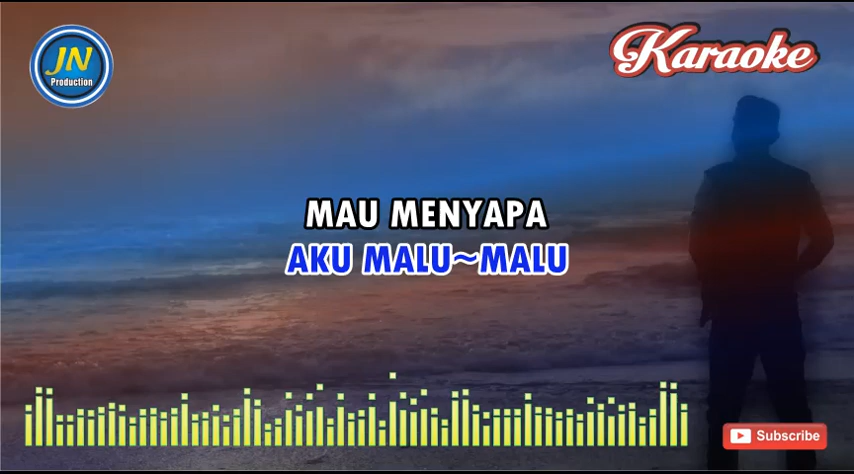 JN
Production
Karaoke
MAU MENYAPA
AKU MALU~MALU
Subscribe